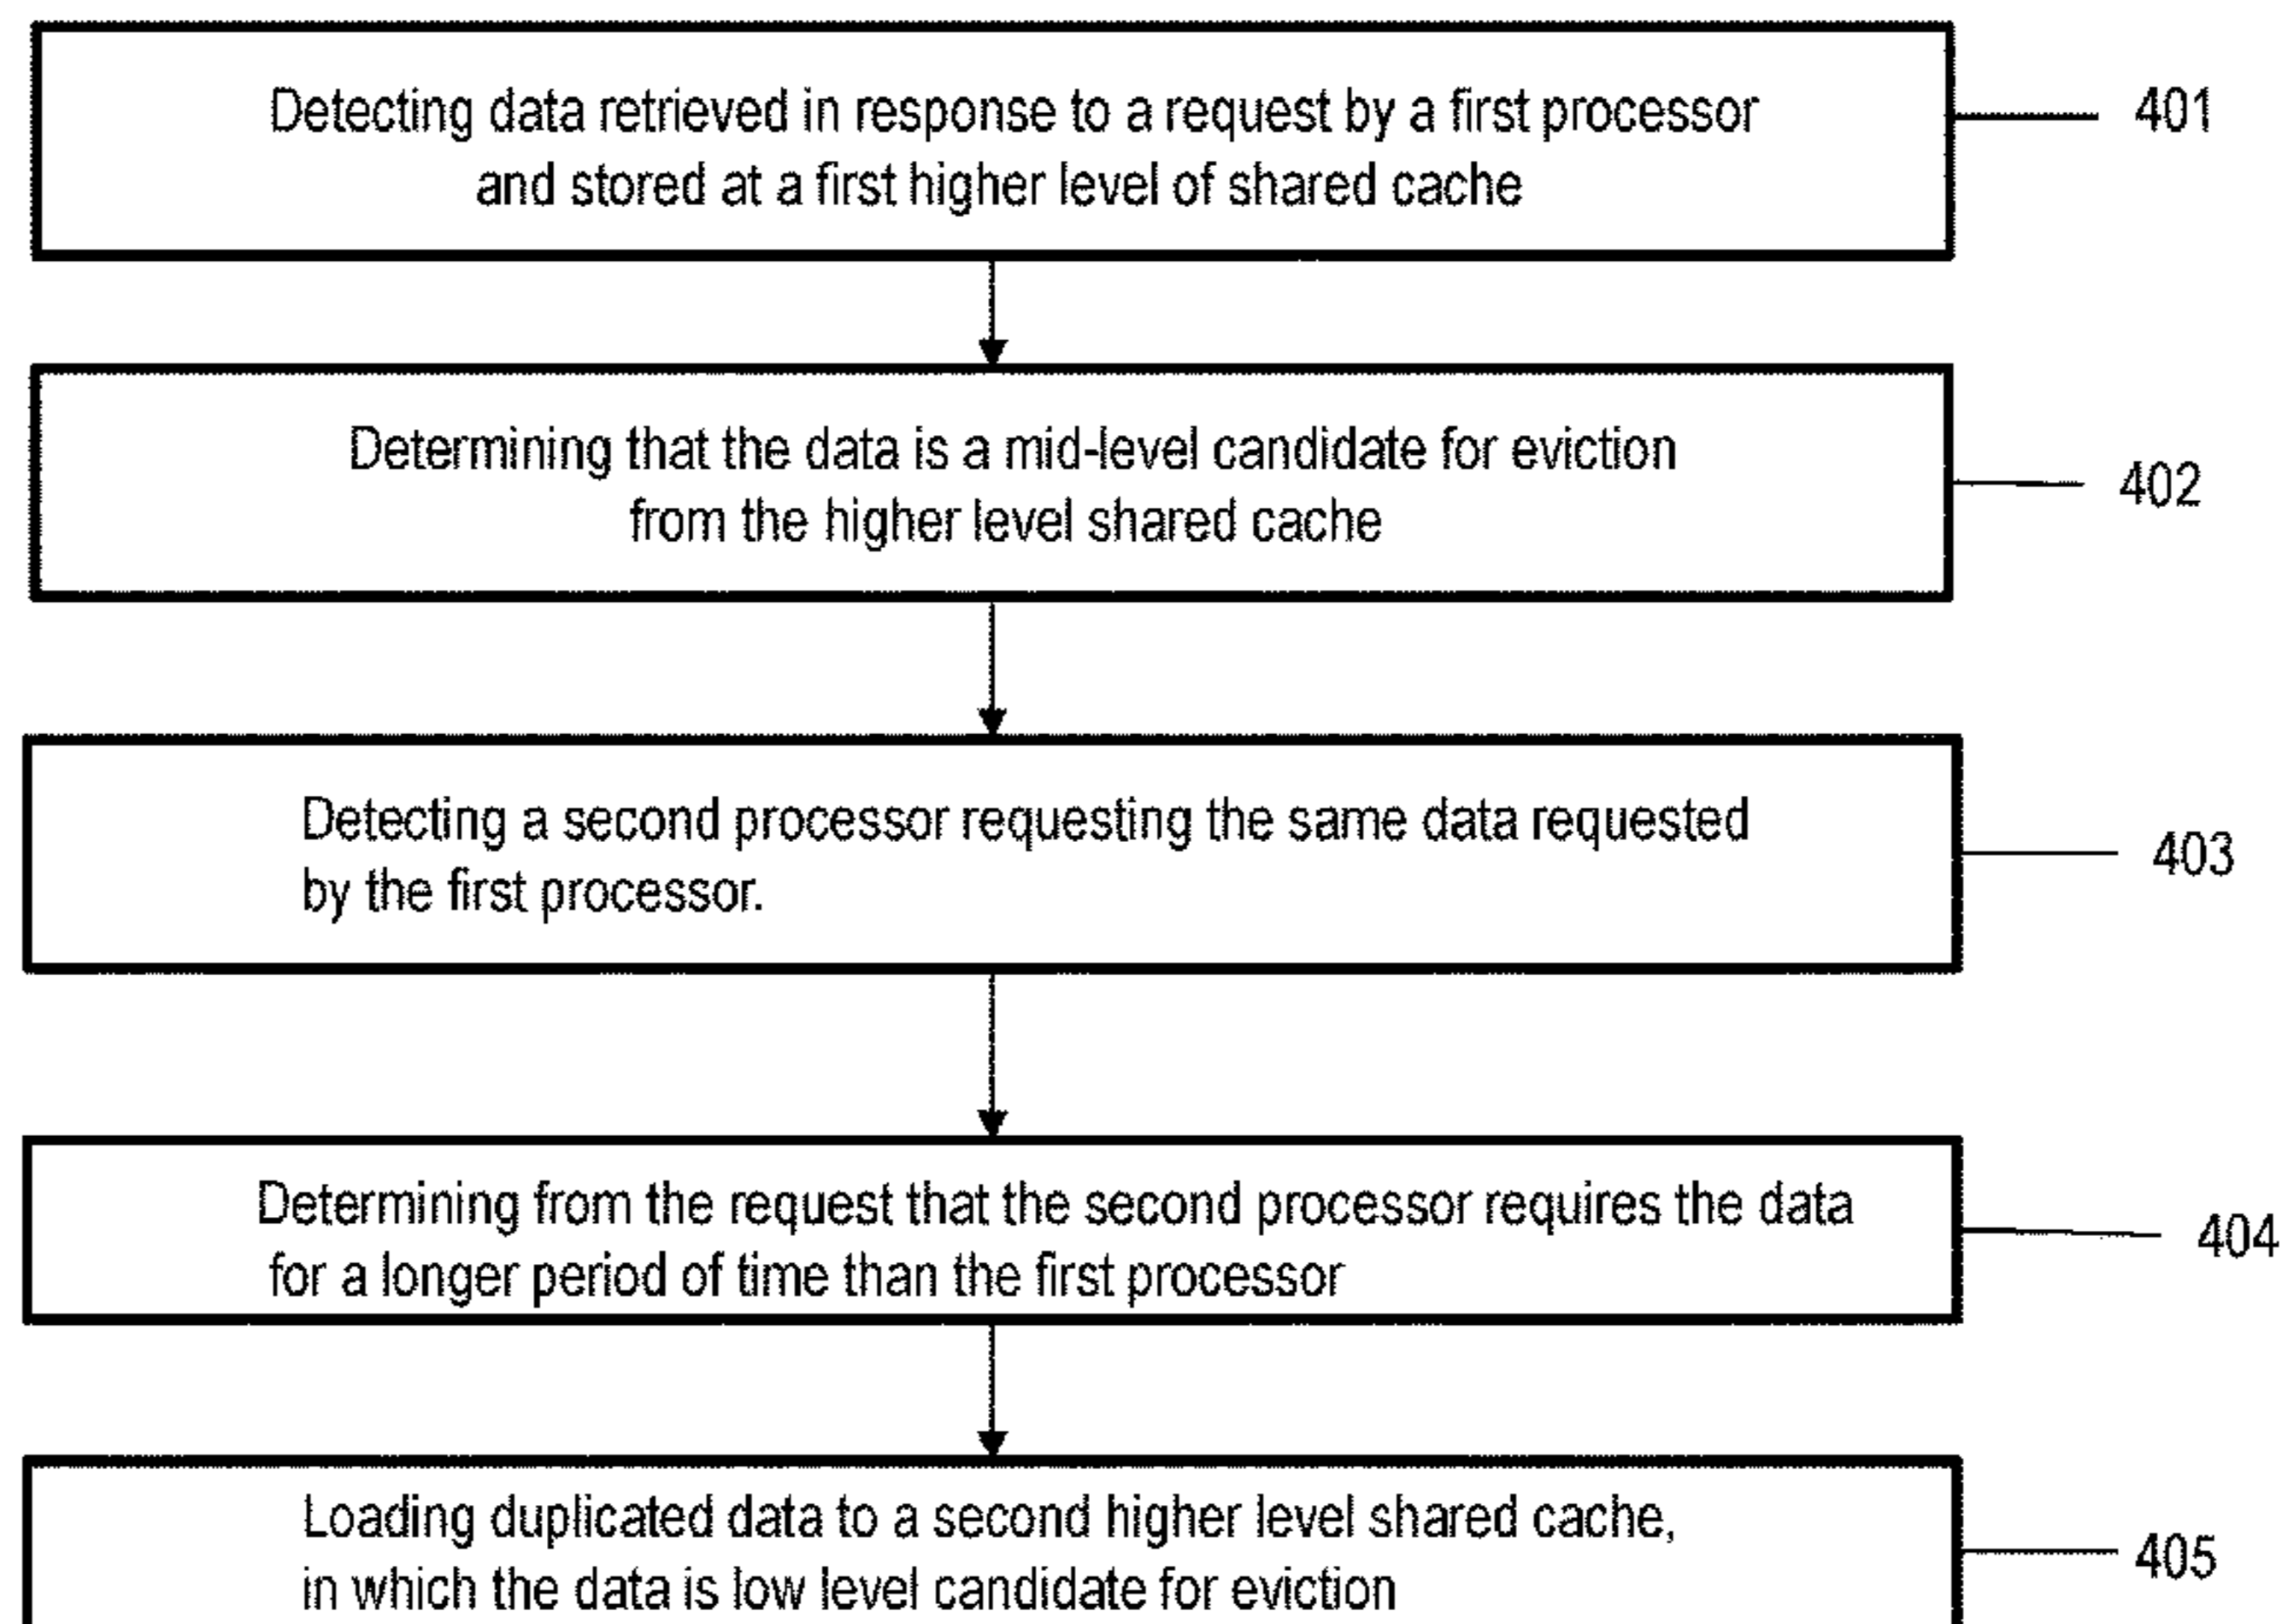 Detecting data retrieved in response to a request by a first processor
and stored at a first higher level of shared cache
401
Determining that the data is a mid-level candidate for eviction
from the higher level shared cache
402
Detecting a second processor requesting the same data requested
by the first processor.
403
Determining from the request that the second processor requires the data
for a longer period of time than the first processor
404
Loading duplicated data to a second higher level shared cache,
in which the data is low level candidate for eviction
405